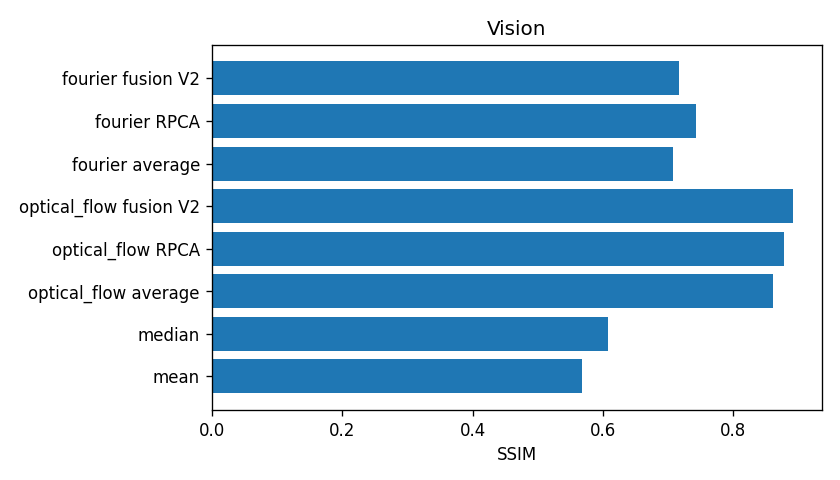 Vision
fourier fusion V2
fourier RPCA
fourier average
optical_flow fusion V2
optical_flow RPCA
optical_flow average
median
mean
0.0 0.2 0.4 0.6 0.8
SSIM